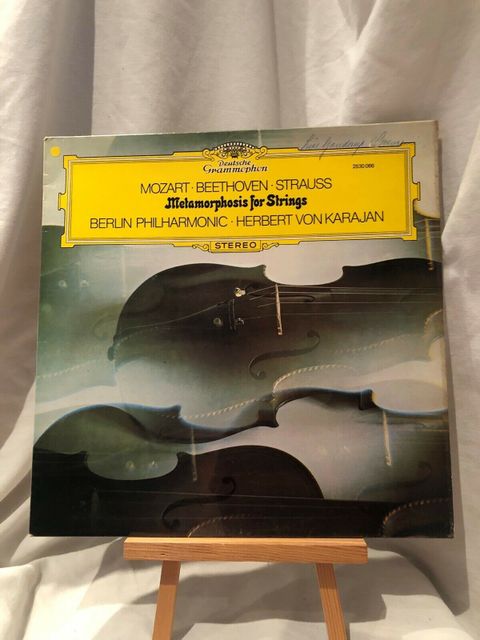 Deutsche
Grammophon
2530 066
MOZART · BEETHOVEN · STRAUSS
Metamorphosis for Strings
BERLIN PHILHARMONIC · HERBERT VON KARAJAN
STEREO